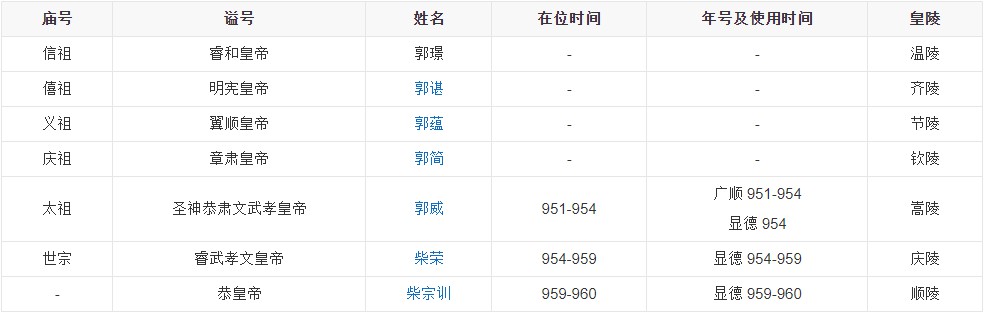 庙号 谥号 姓名 在位时间 年号及使用时间 皇陵
信祖 睿和皇帝 郭璟 - - 温陵
僖祖 明宪皇帝 郭谌 - - 齐陵
义祖 翼顺皇帝 郭蕴 - - 节陵
庆祖 章肃皇帝 郭简 - - 钦陵
太祖 圣神恭肃文武孝皇帝 郭威 951-954 广顺 951-954 嵩陵
显德 954
世宗 睿武孝文皇帝 柴荣 954-959 显德 954-959 庆陵
- 恭皇帝 柴宗训 959-960 显德 959-960 顺陵